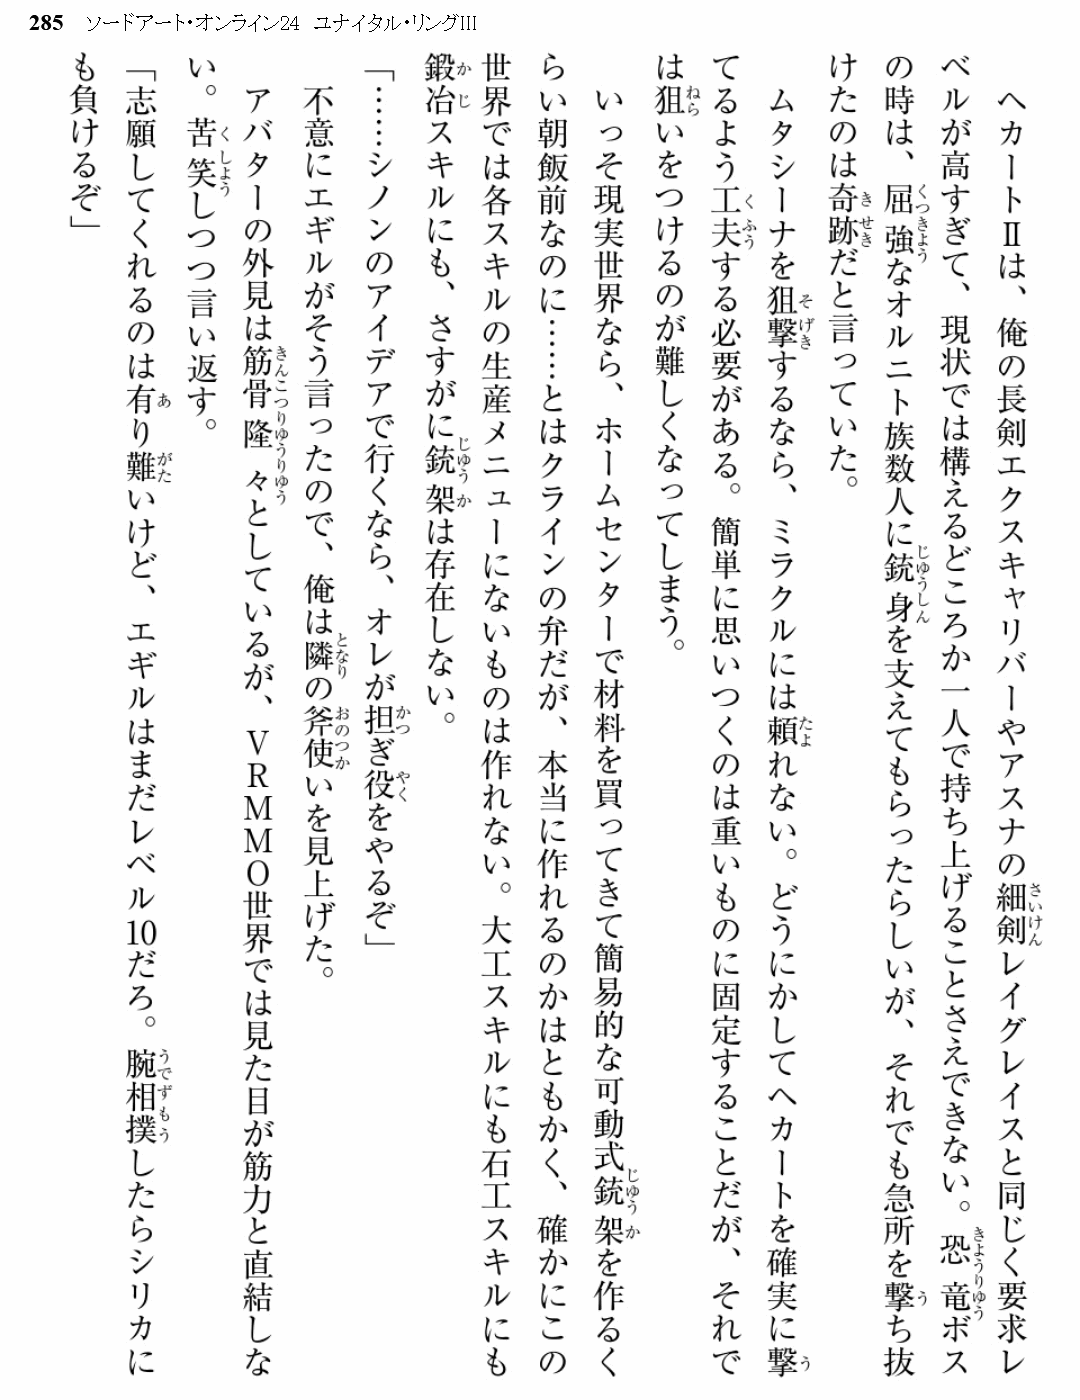 285 ソードアート・オンライン24 ユナイタル・リングIII
ヘカートⅡは、俺の長剣エクスキャリバーやアスナの細剣レイグレイスと同じく要求レ
ベルが高すぎて、現状では構えるどころか一人で持ち上げることさえできない。恐竜ボス
の時は、屈強なオルニト族数人に銃身を支えてもらったらしいが、それでも急所を撃ち抜
けたのは奇跡だと言っていた。
ムタシーナを狙撃するなら、ミラクルには頼れない。どうにかしてヘカートを確実に撃
てるよう工夫する必要がある。簡単に思いつくのは重いものに固定することだが、それで
は狙いをつけるのが難しくなってしまう。
いっそ現実世界なら、ホームセンターで材料を買ってきて簡易的な可動式銃架を作るく
らい朝飯前なのに……とはクラインの弁だが、本当に作れるのかはともかく、確かにこの
世界では各スキルの生産メニューにないものは作れない。大工スキルにも石工スキルにも
鍛冶スキルにも、さすがに銃架は存在しない。
「……シノンのアイデアで行くなら、オレが担ぎ役をやるぞ」
不意にエギルがそう言ったので、俺は隣の斧使いを見上げた。
アバターの外見は筋骨隆々としているが、VRMMO世界では見た目が筋力と直結しな
い。苦笑しつつ言い返す。
「志願してくれるのは有り難いけど、エギルはまだレベル10だろ。腕相撲したらシリカに
も負けるぞ」